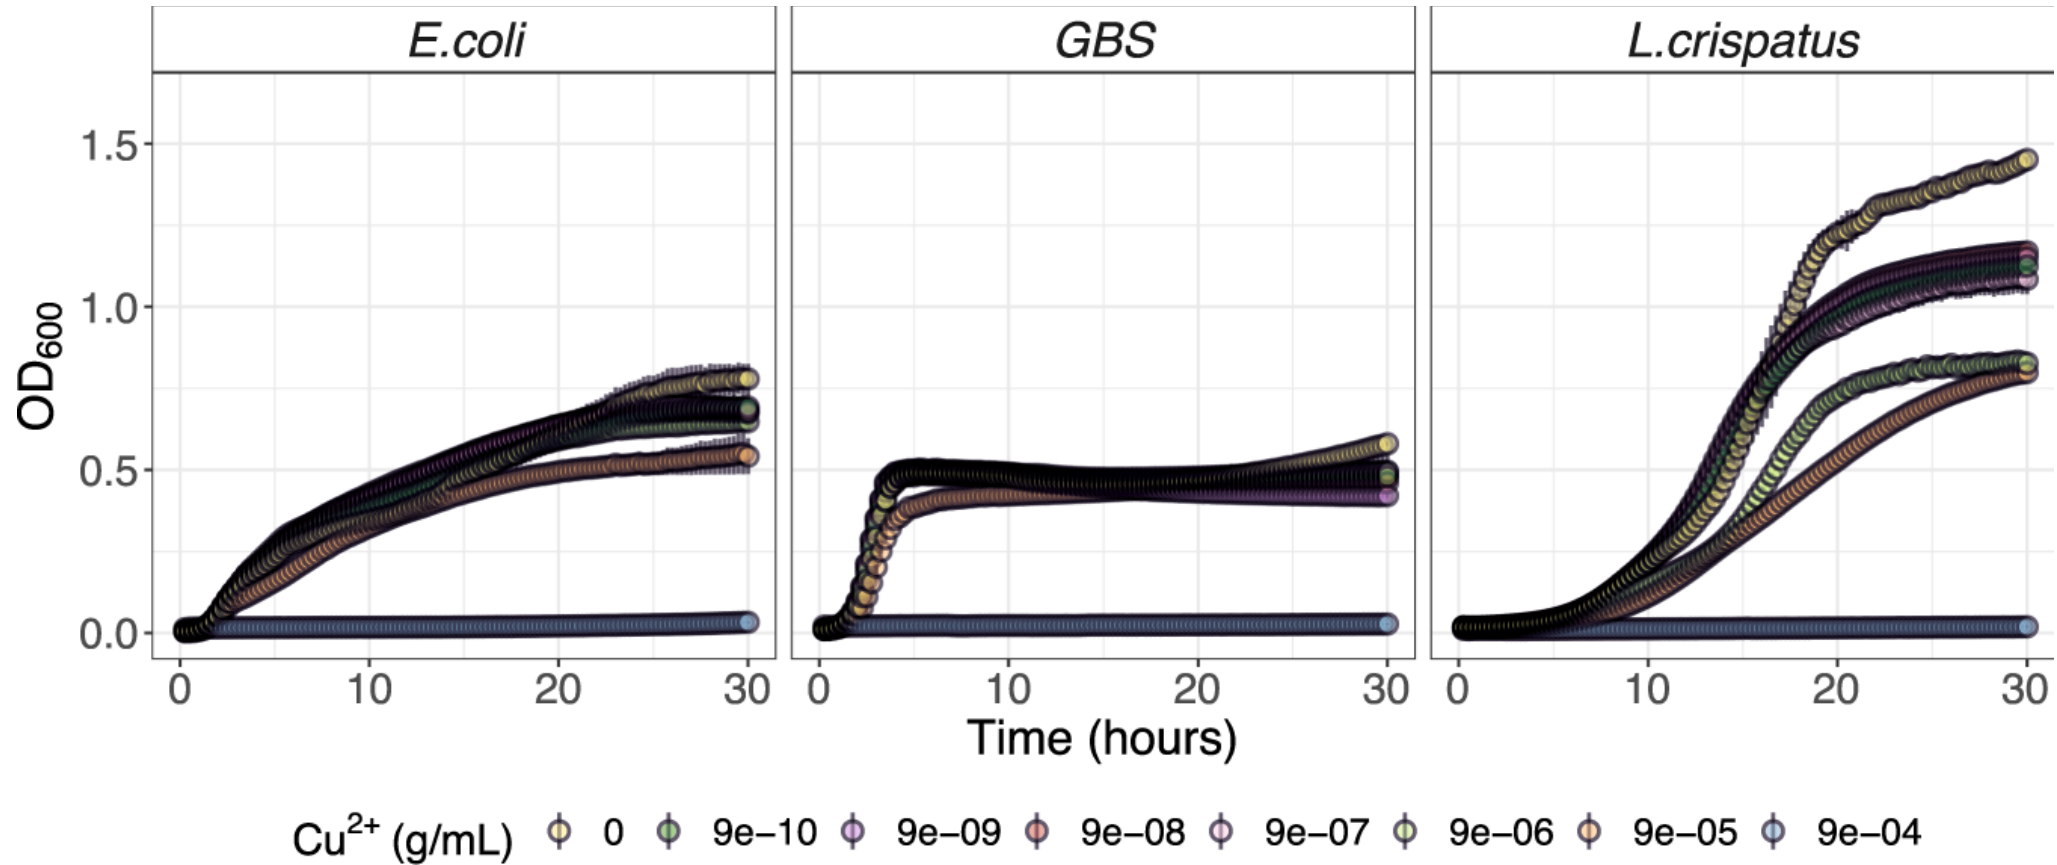 E.coli GBS L.crispatus
1.5
1.0
0.5
0.0
OD600
0 10 20 30 0 10 20 30 0 10 20 30
Time (hours)
Cu2+ (g/mL) 0 9e−10 9e−09 9e−08 9e−07 9e−06 9e−05 9e−04